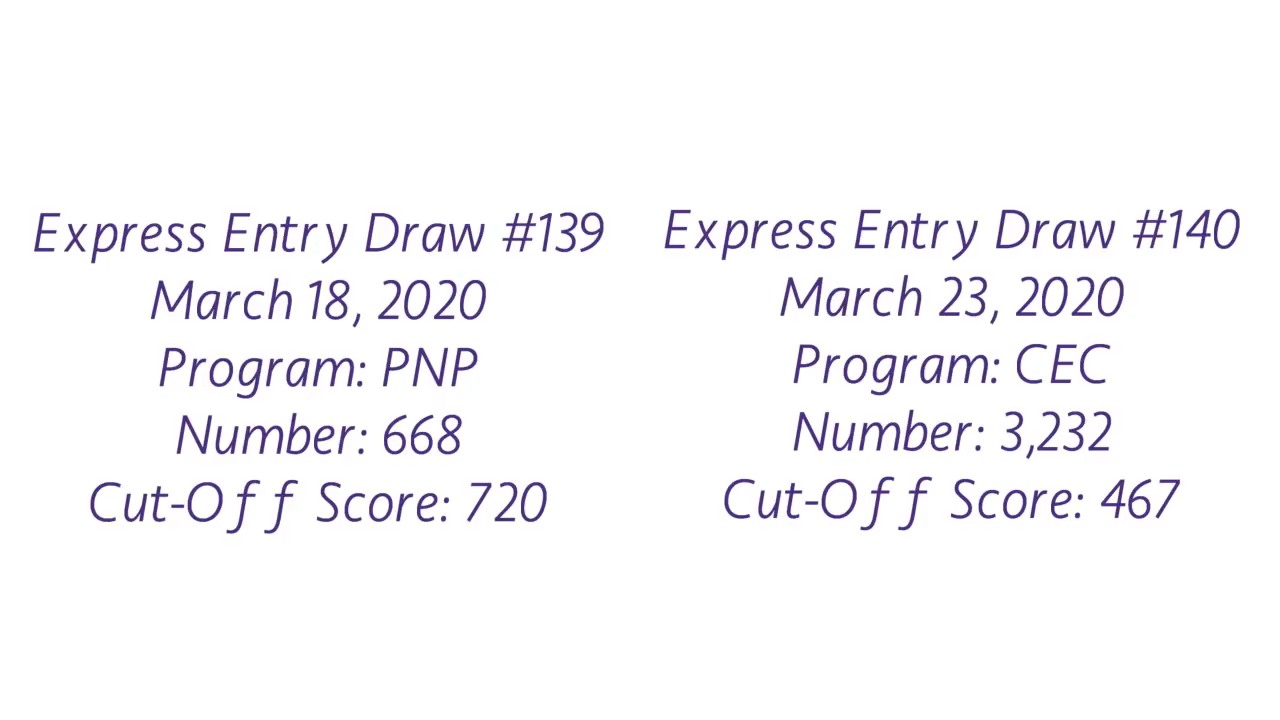 Express Entry Draw #139
March 18, 2020
Program: PNP
Number: 668
Cut-Off Score: 720
Express Entry Draw #140
March 23, 2020
Program: CEC
Number: 3,232
Cut-Off Score: 467